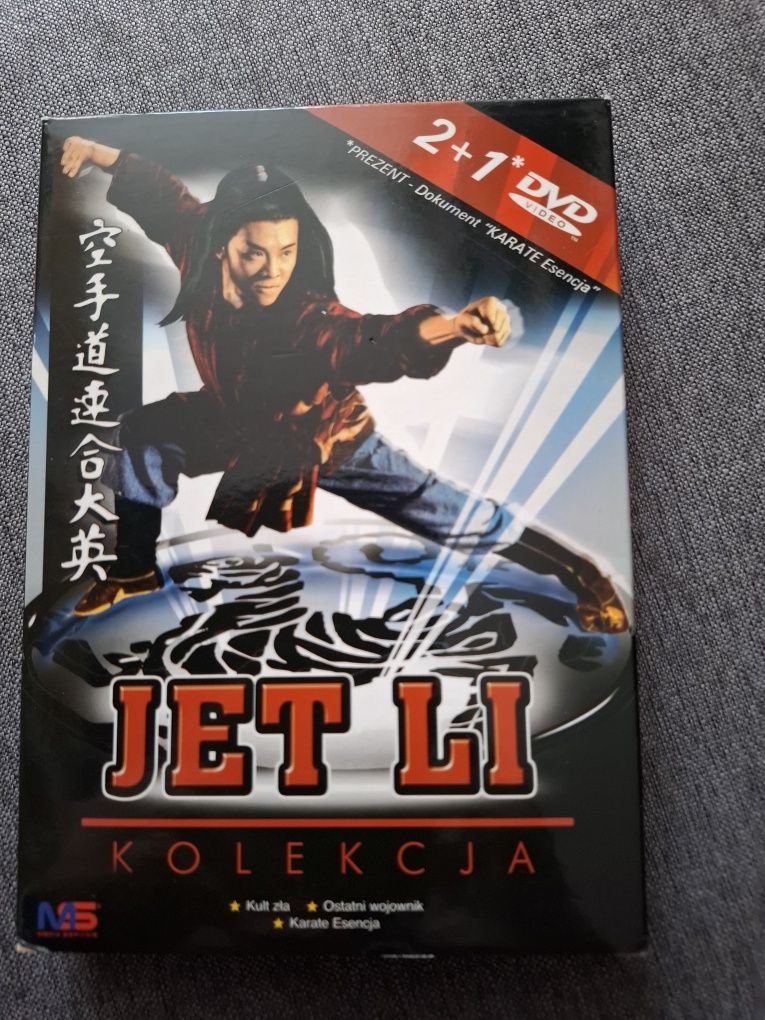 2+1* DVD
VIDEO
*PREZENT - Dokument "KARATE Esencja"
空手道連合大英
JET LI
KOLEKCJA
Kult zła Ostatni wojownik
Karate Esencja
MS